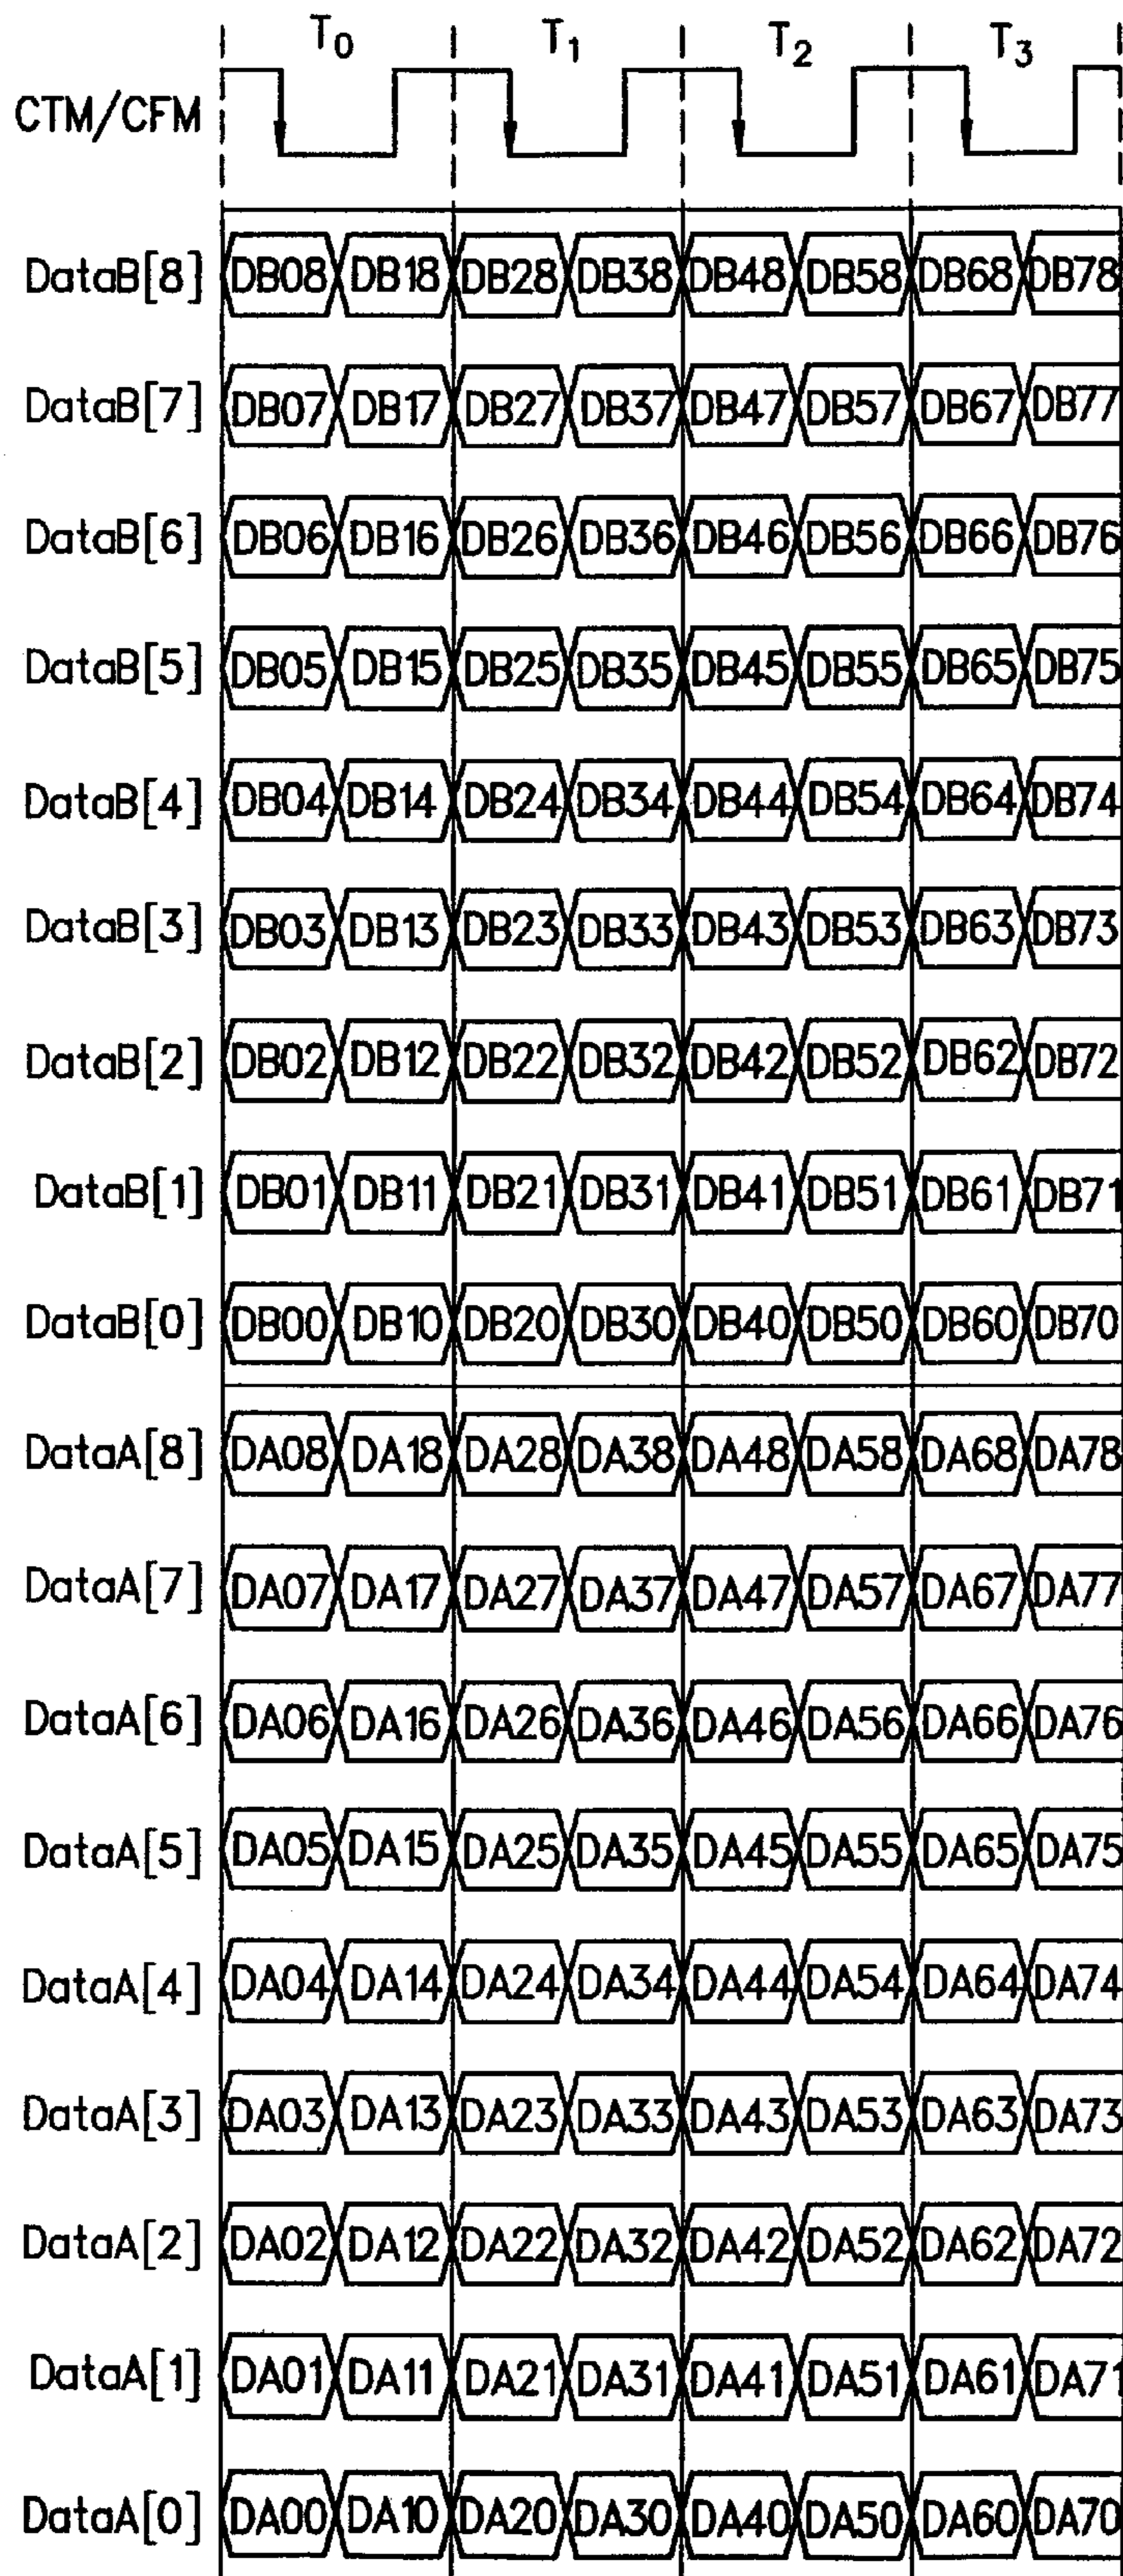 T0 T1 T2 T3
CTM/CFM
DataB[8] DB08 DB18 DB28 DB38 DB48 DB58 DB68 DB78
DataB[7] DB07 DB17 DB27 DB37 DB47 DB57 DB67 DB77
DataB[6] DB06 DB16 DB26 DB36 DB46 DB56 DB66 DB76
DataB[5] DB05 DB15 DB25 DB35 DB45 DB55 DB65 DB75
DataB[4] DB04 DB14 DB24 DB34 DB44 DB54 DB64 DB74
DataB[3] DB03 DB13 DB23 DB33 DB43 DB53 DB63 DB73
DataB[2] DB02 DB12 DB22 DB32 DB42 DB52 DB62 DB72
DataB[1] DB01 DB11 DB21 DB31 DB41 DB51 DB61 DB71
DataB[0] DB00 DB10 DB20 DB30 DB40 DB50 DB60 DB70
DataA[8] DA08 DA18 DA28 DA38 DA48 DA58 DA68 DA78
DataA[7] DA07 DA17 DA27 DA37 DA47 DA57 DA67 DA77
DataA[6] DA06 DA16 DA26 DA36 DA46 DA56 DA66 DA76
DataA[5] DA05 DA15 DA25 DA35 DA45 DA55 DA65 DA75
DataA[4] DA04 DA14 DA24 DA34 DA44 DA54 DA64 DA74
DataA[3] DA03 DA13 DA23 DA33 DA43 DA53 DA63 DA73
DataA[2] DA02 DA12 DA22 DA32 DA42 DA52 DA62 DA72
DataA[1] DA01 DA11 DA21 DA31 DA41 DA51 DA61 DA71
DataA[0] DA00 DA10 DA20 DA30 DA40 DA50 DA60 DA70